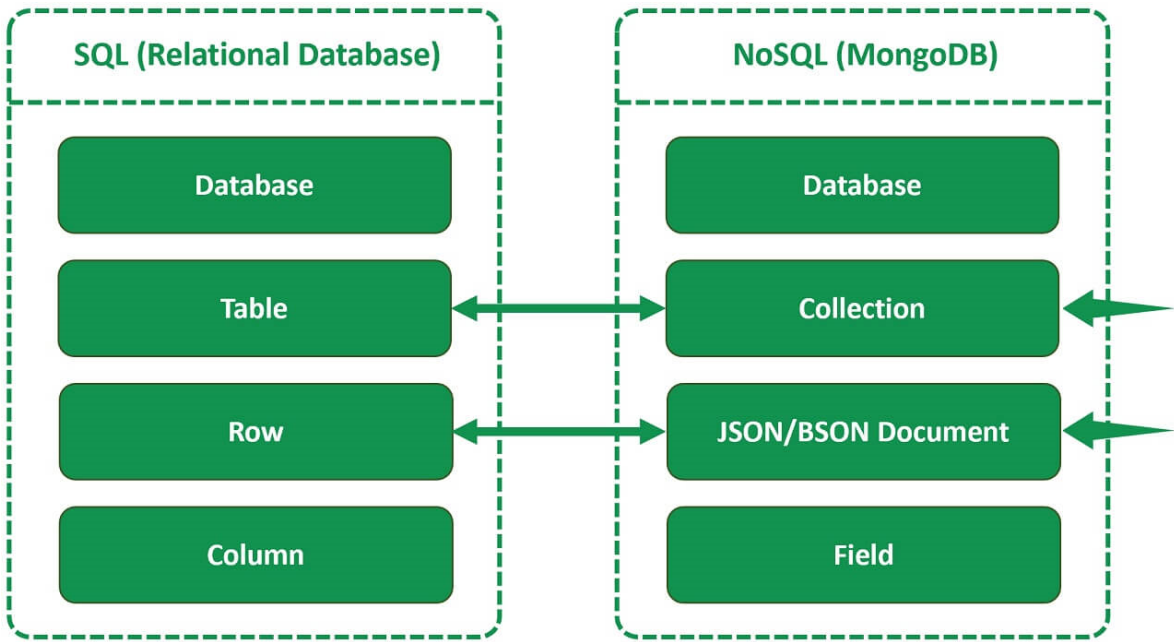 SQL (Relational Database)
Database
Table
Row
Column
NoSQL (MongoDB)
Database
Collection
JSON/BSON Document
Field